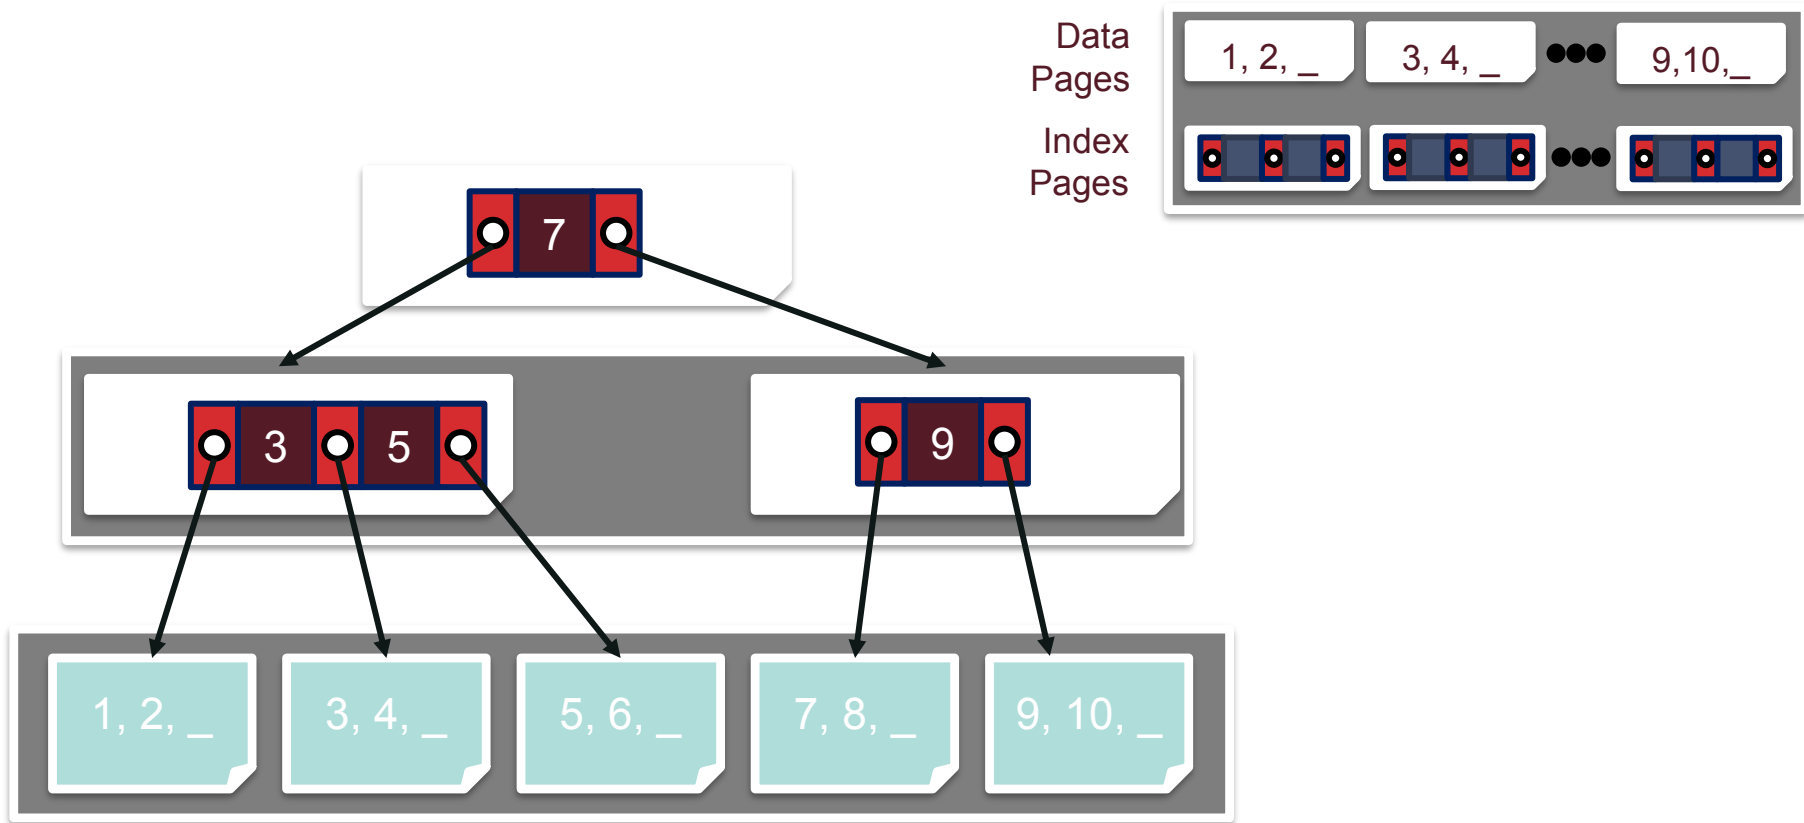 Data
Pages
1, 2, _
3, 4, _
9,10,_
Index
Pages
7
3 5
9
1, 2, _
3, 4, _
5, 6, _
7, 8, _
9, 10, _